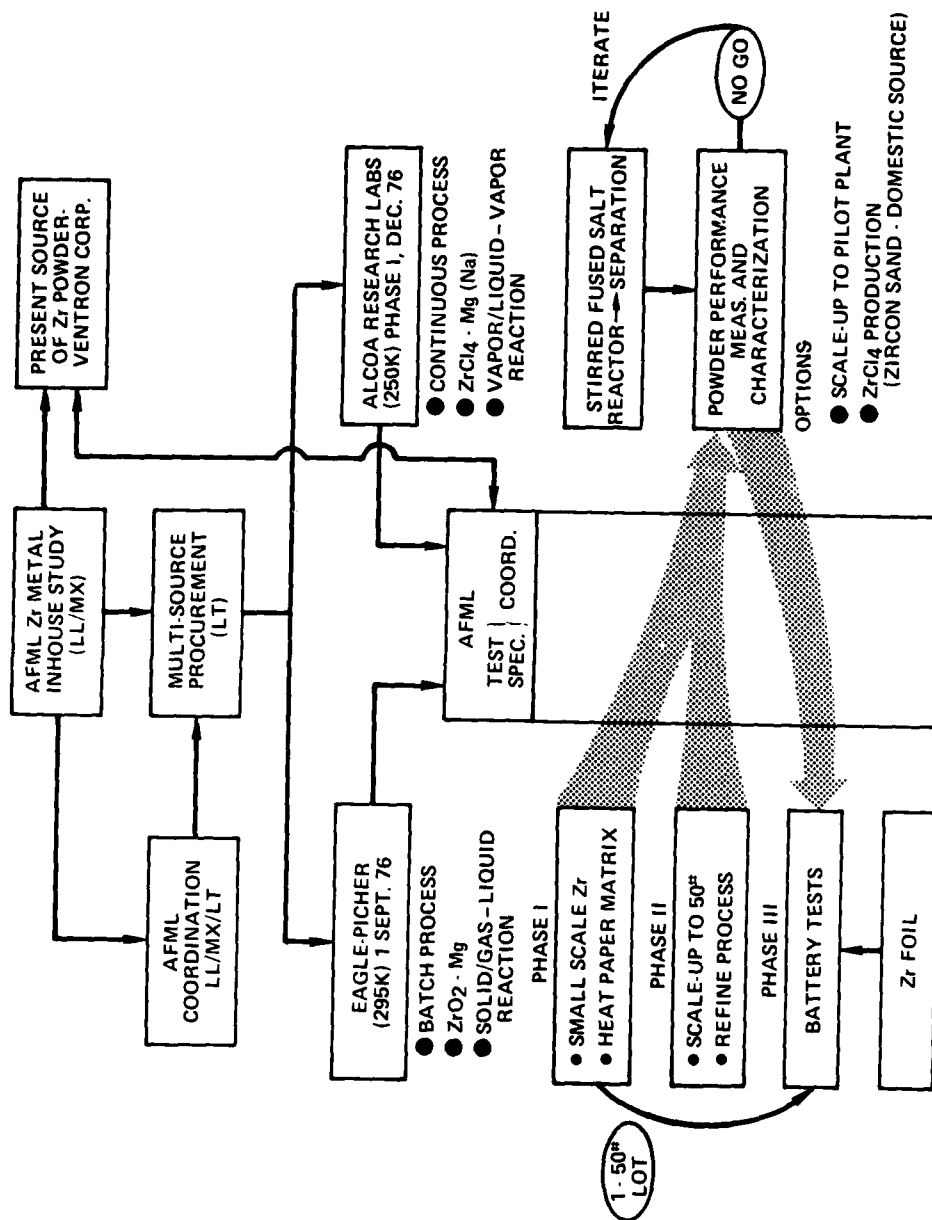 AFML Zr METAL
INHOUSE STUDY
(LL/MX)
PRESENT SOURCE
OF Zr POWDER-
VENTRON CORP.
AFML
COORDINATION
LL/MX/LT
MULTI-SOURCE
PROCUREMENT
(LT)
EAGLE-PICHER
(295K) 1 SEPT. 76
● BATCH PROCESS
● ZrO2 - Mg
● SOLID/GAS-LIQUID
REACTION
ALCOA RESEARCH LABS
(250K) PHASE I, DEC. 76
● CONTINUOUS PROCESS
● ZrCl4 - Mg (Na)
● VAPOR/LIQUID-VAPOR
REACTION
AFML
TEST } COORD.
SPEC.
PHASE I
● SMALL SCALE Zr
● HEAT PAPER MATRIX
PHASE II
● SCALE-UP TO 50#
● REFINE PROCESS
PHASE III
BATTERY TESTS
Zr FOIL
1 - 50#
LOT
STIRRED FUSED SALT
REACTOR → SEPARATION
ITERATE
POWDER PERFORMANCE
MEAS. AND
CHARACTERIZATION
NO GO
OPTIONS
● SCALE-UP TO PILOT PLANT
● ZrCl4 PRODUCTION
(ZIRCON SAND - DOMESTIC SOURCE)